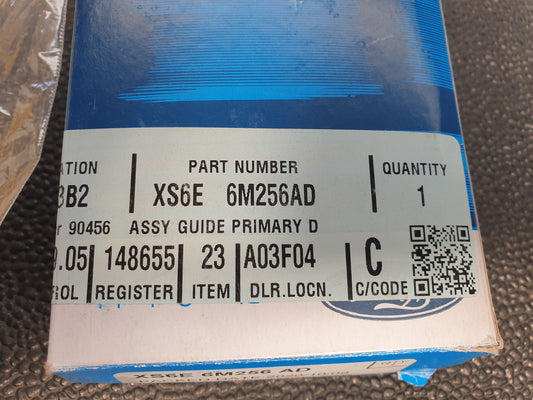 ATION PART NUMBER QUANTITY
3B2 XS6E 6M256AD 1
r 90456 ASSY GUIDE PRIMARY D
.05 148655 23 A03F04 C
ROL REGISTER ITEM DLR.LOCN. C/CODE
XS6E 6M256 AD